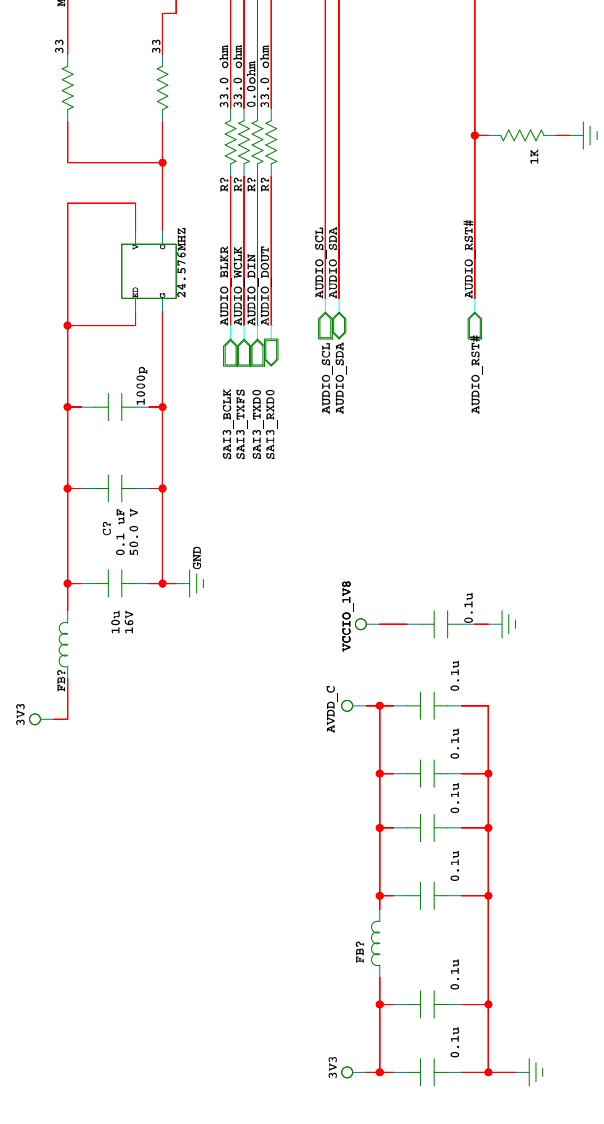 M
33
33
33.0 ohm
33.0 ohm
0.0ohm
33.0 ohm
R?
R?
R?
R?
1K
V
O
24.576MHZ
ED
G
AUDIO_BLKR
AUDIO_WCLK
AUDIO_DIN
AUDIO_DOUT
AUDIO_SCL
AUDIO_SDA
AUDIO_RST#
1000p
SAI3_BCLK
SAI3_TXFS
SAI3_TXD0
SAI3_RXD0
AUDIO_SCL
AUDIO_SDA
AUDIO_RST#
C?
0.1 uF
50.0 V
GND
10u
16V
FB?
3V3
VCCIO_1V8
0.1u
AVDD_C
0.1u
0.1u
0.1u
0.1u
FB?
0.1u
0.1u
3V3